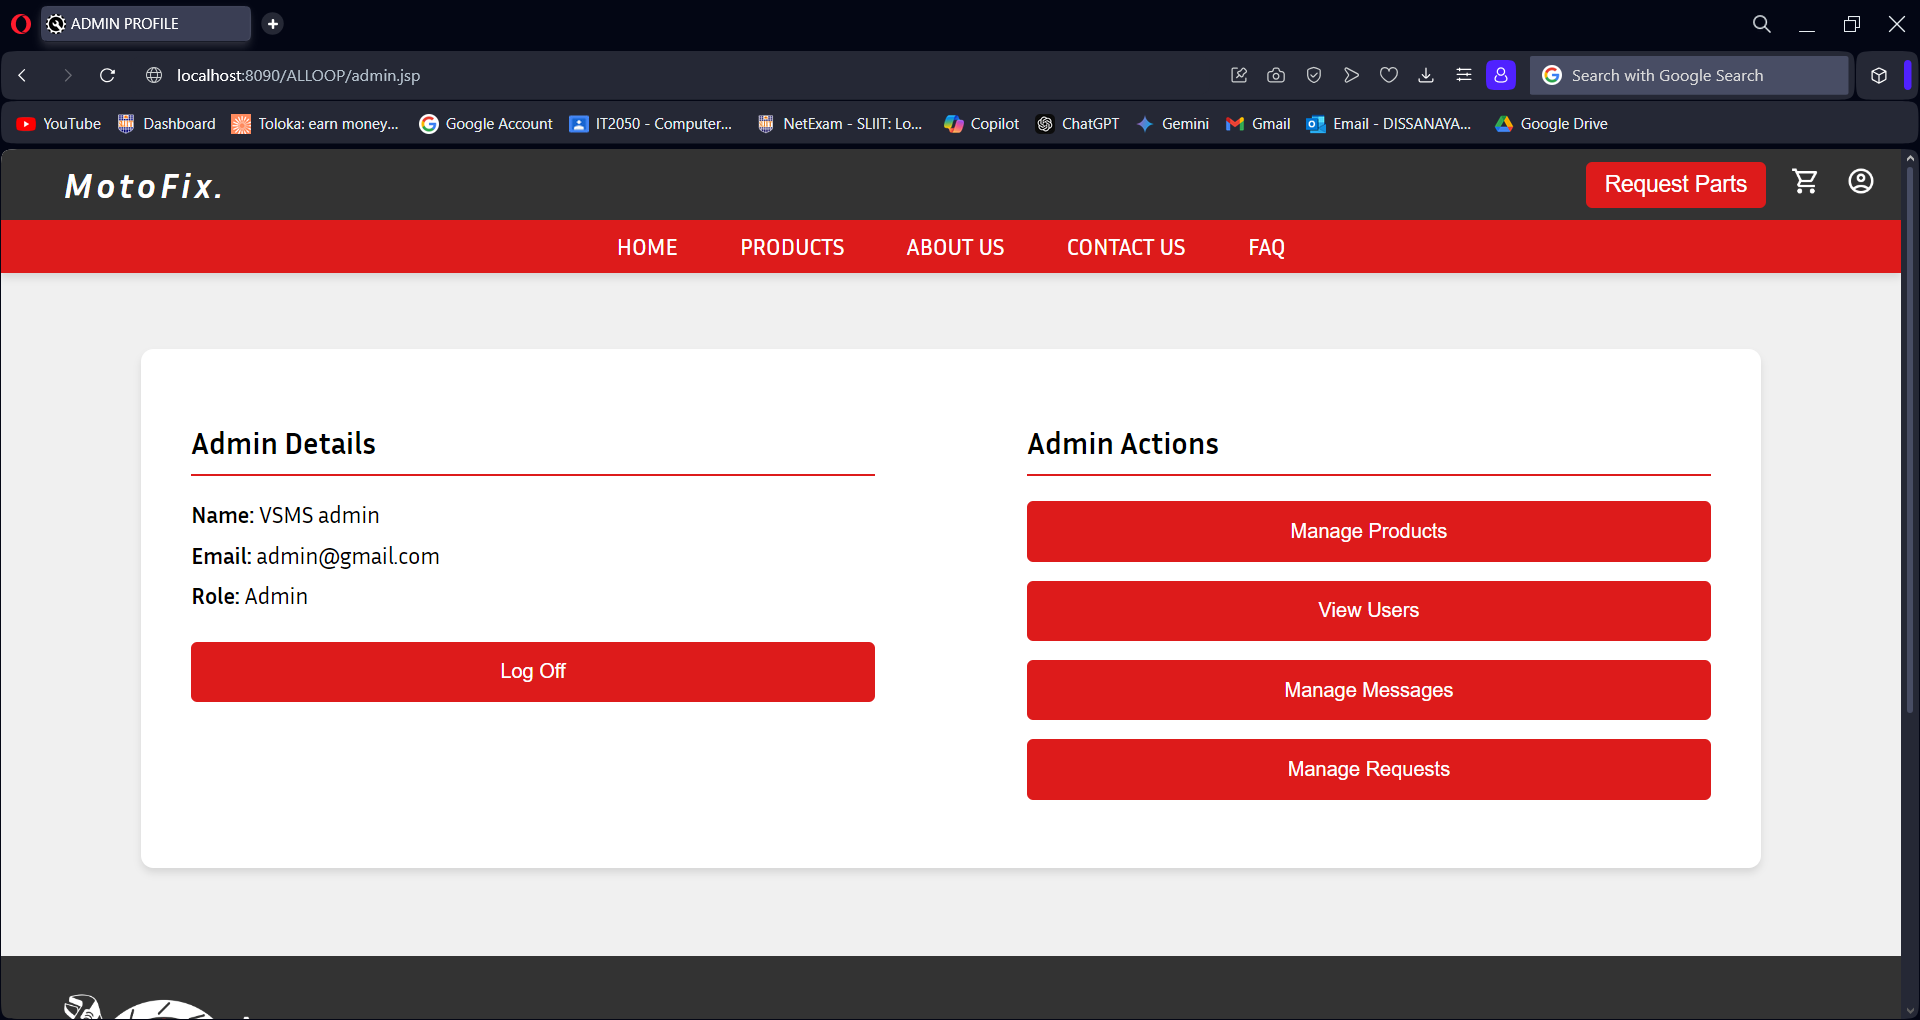 ADMIN PROFILE
localhost:8090/ALLOOP/admin.jsp
Search with Google Search
YouTube
Dashboard
Toloka: earn money...
Google Account
IT2050 - Computer...
NetExam - SLIIT: Lo...
Copilot
ChatGPT
Gemini
Gmail
Email - DISSANAYA...
Google Drive
MotoFix.
Request Parts
HOME
PRODUCTS
ABOUT US
CONTACT US
FAQ
Admin Details
Name: VSMS admin
Email: admin@gmail.com
Role: Admin
Log Off
Admin Actions
Manage Products
View Users
Manage Messages
Manage Requests